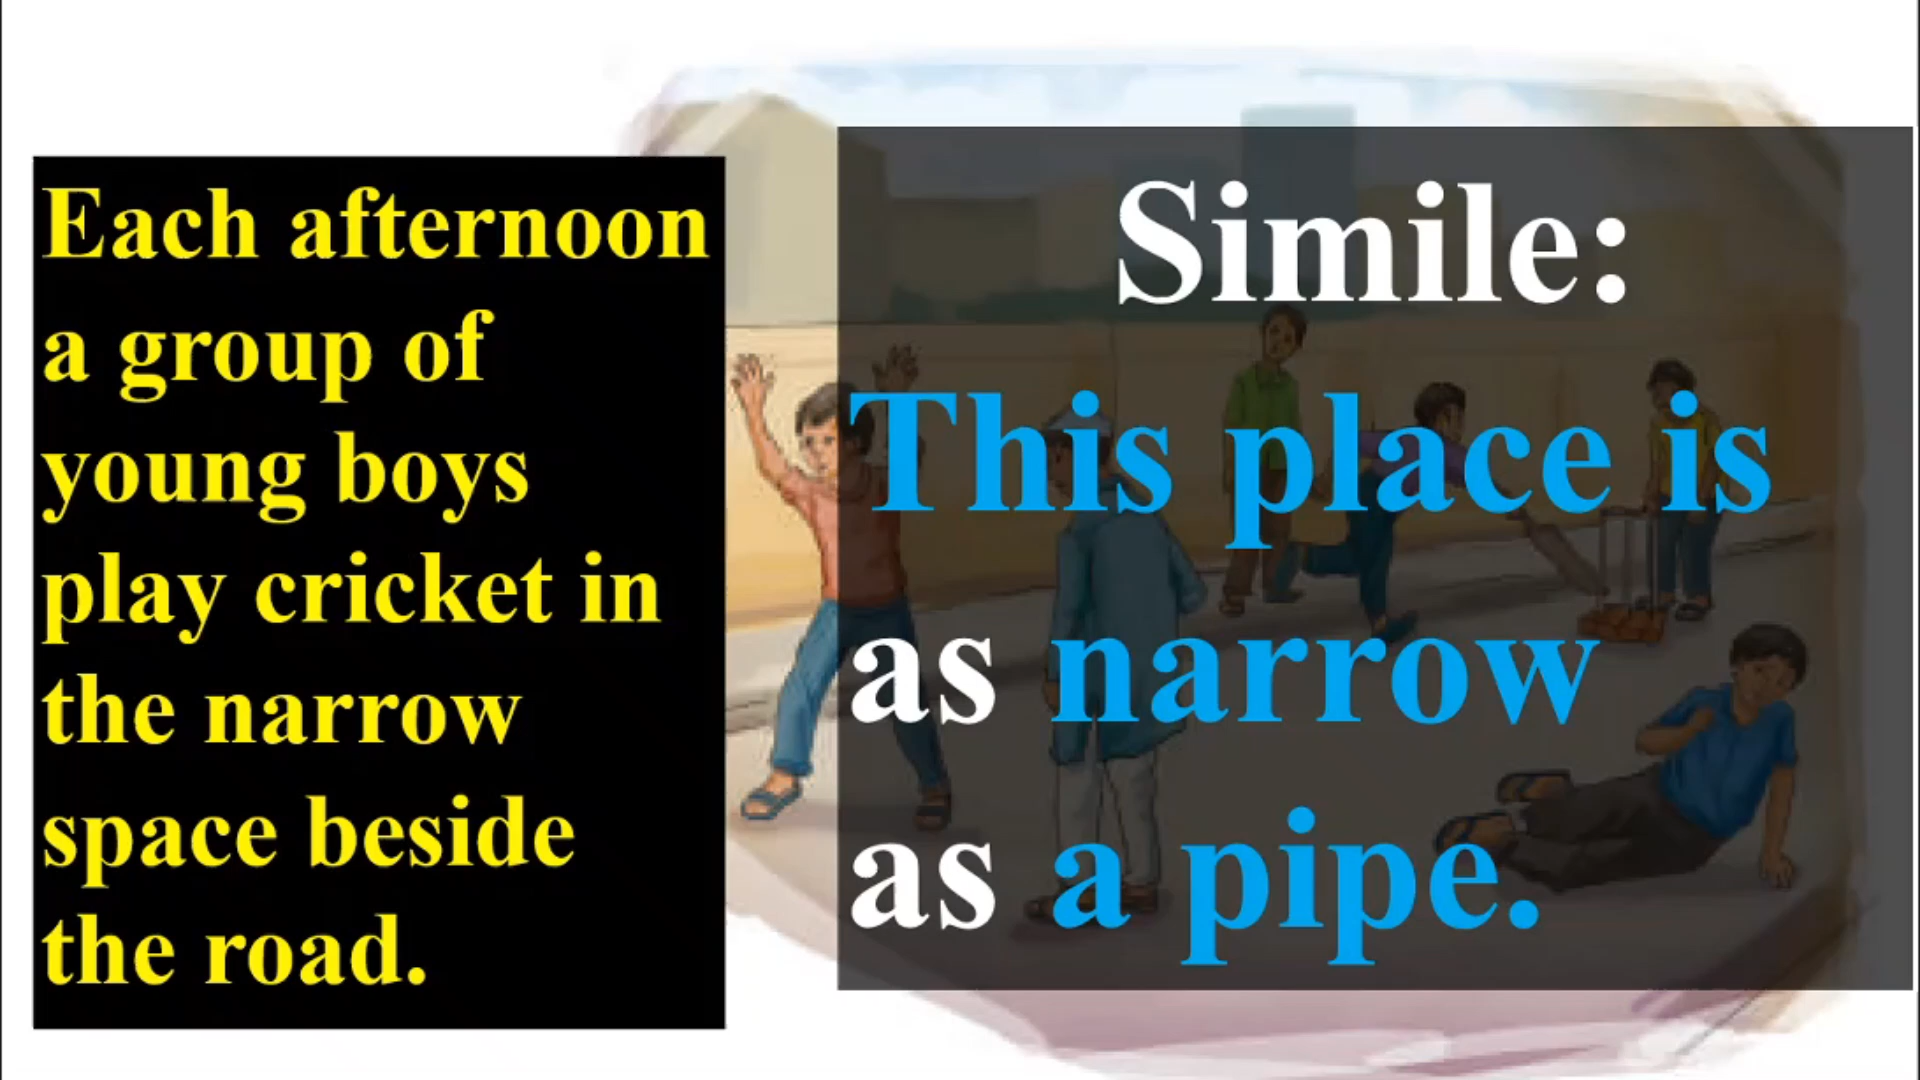 Each afternoon
a group of
young boys
play cricket in
the narrow
space beside
the road.
Simile:
This place is
as narrow
as a pipe.